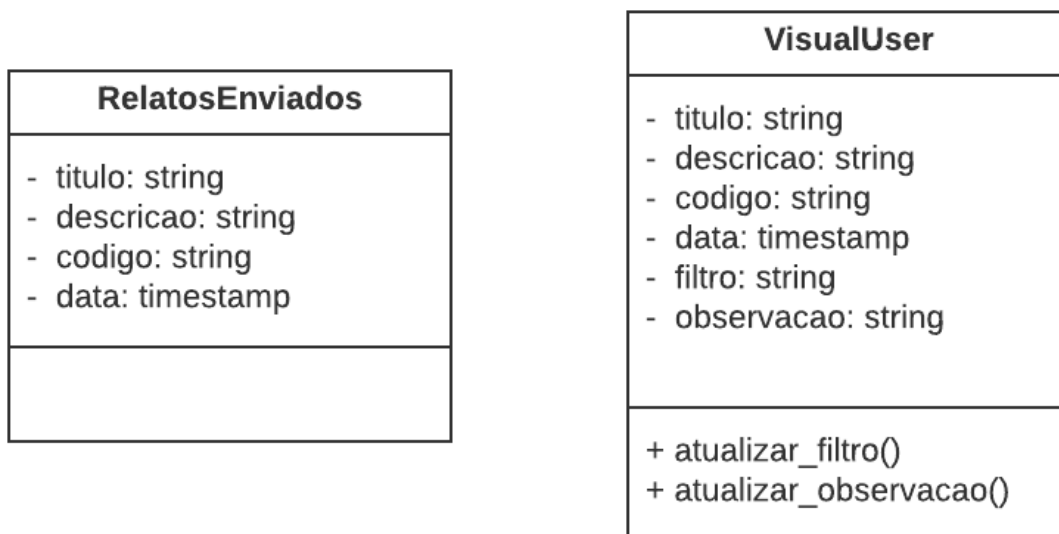 RelatosEnviados
- titulo: string
- descricao: string
- codigo: string
- data: timestamp
VisualUser
- titulo: string
- descricao: string
- codigo: string
- data: timestamp
- filtro: string
- observacao: string
+ atualizar_filtro()
+ atualizar_observacao()